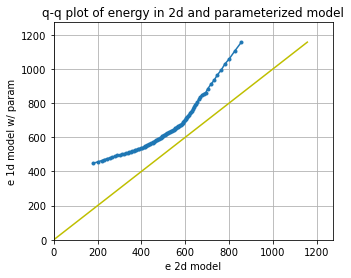 q-q plot of energy in 2d and parameterized model
1200
1000
800
600
400
200
0
e 1d model w/ param
0 200 400 600 800 1000 1200
e 2d model